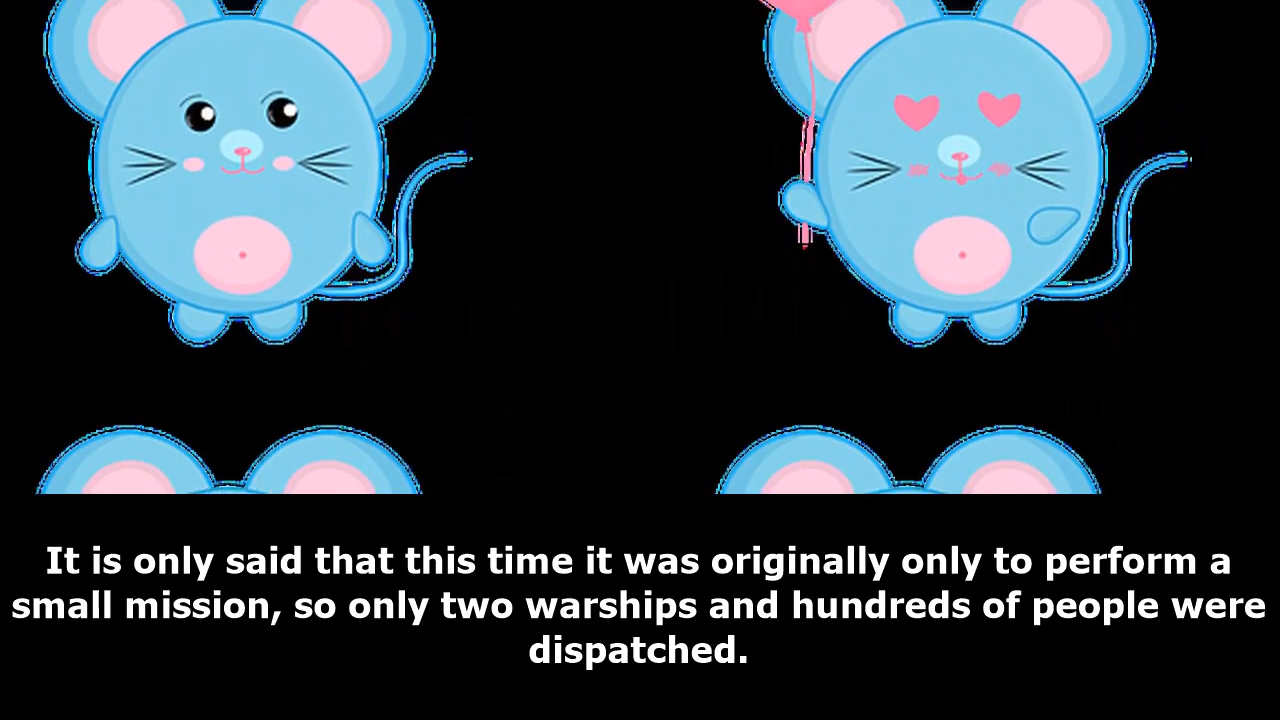 It is only said that this time it was originally only to perform a
small mission, so only two warships and hundreds of people were
dispatched.